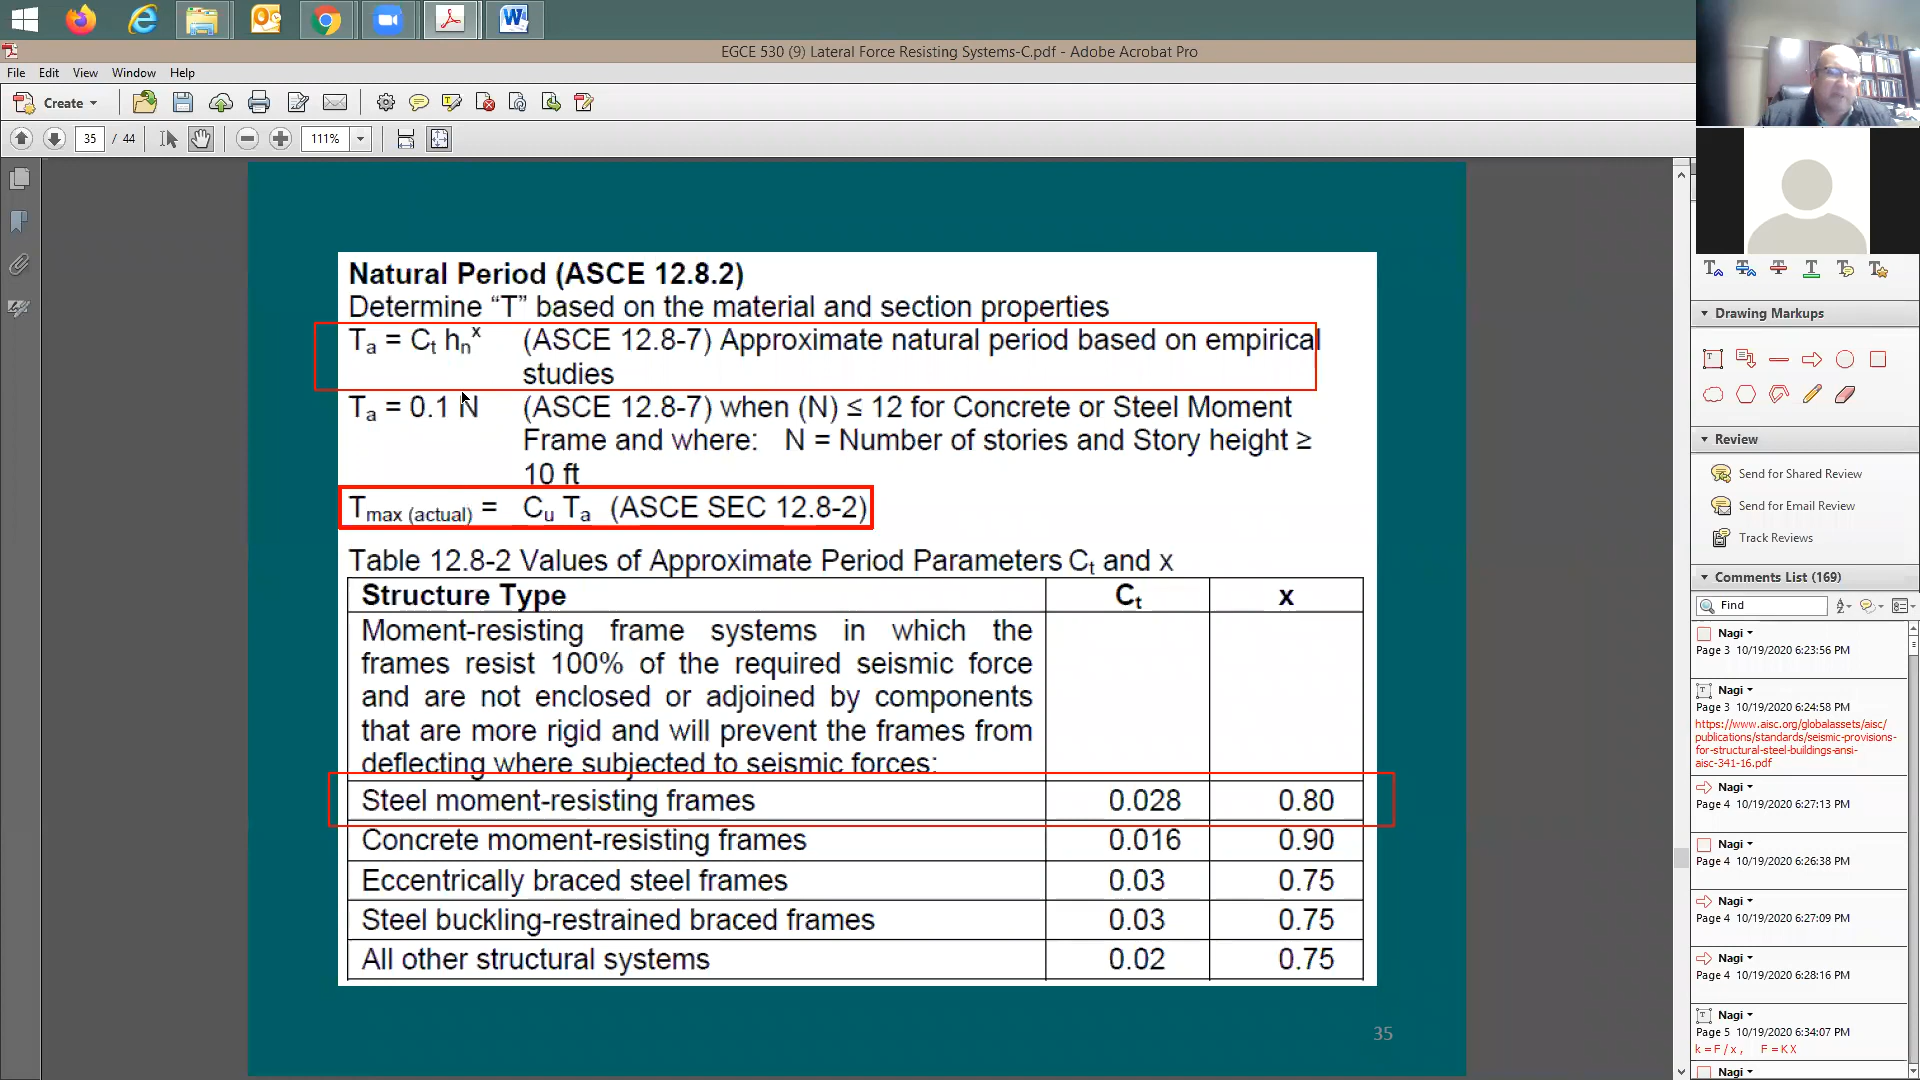 EGCE 530 (9) Lateral Force Resisting Systems-C.pdf - Adobe Acrobat Pro
File Edit View Window Help
Create
35 / 44 111%
Natural Period (ASCE 12.8.2)
Determine “T” based on the material and section properties
Ta = Ct hn^x (ASCE 12.8-7) Approximate natural period based on empirical
studies
Ta = 0.1 N (ASCE 12.8-7) when (N) ≤ 12 for Concrete or Steel Moment
Frame and where: N = Number of stories and Story height ≥
10 ft
Tmax (actual) = Cu Ta (ASCE SEC 12.8-2)
Table 12.8-2 Values of Approximate Period Parameters Ct and x
Structure Type Ct x
Moment-resisting frame systems in which the
frames resist 100% of the required seismic force
and are not enclosed or adjoined by components
that are more rigid and will prevent the frames from
deflecting where subjected to seismic forces:
Steel moment-resisting frames 0.028 0.80
Concrete moment-resisting frames 0.016 0.90
Eccentrically braced steel frames 0.03 0.75
Steel buckling-restrained braced frames 0.03 0.75
All other structural systems 0.02 0.75
35
Drawing Markups
Review
Send for Shared Review
Send for Email Review
Track Reviews
Comments List (169)
Find
Nagi
Page 3 10/19/2020 6:23:56 PM
Nagi
Page 3 10/19/2020 6:24:58 PM
https://www.aisc.org/globalassets/aisc/
publications/standards/seismic-provisions-
for-structural-steel-buildings-ansi-
aisc-341-16.pdf
Nagi
Page 4 10/19/2020 6:27:13 PM
Nagi
Page 4 10/19/2020 6:26:38 PM
Nagi
Page 4 10/19/2020 6:27:09 PM
Nagi
Page 4 10/19/2020 6:28:16 PM
Nagi
Page 5 10/19/2020 6:34:07 PM
k = F / x , F = K X
Nagi